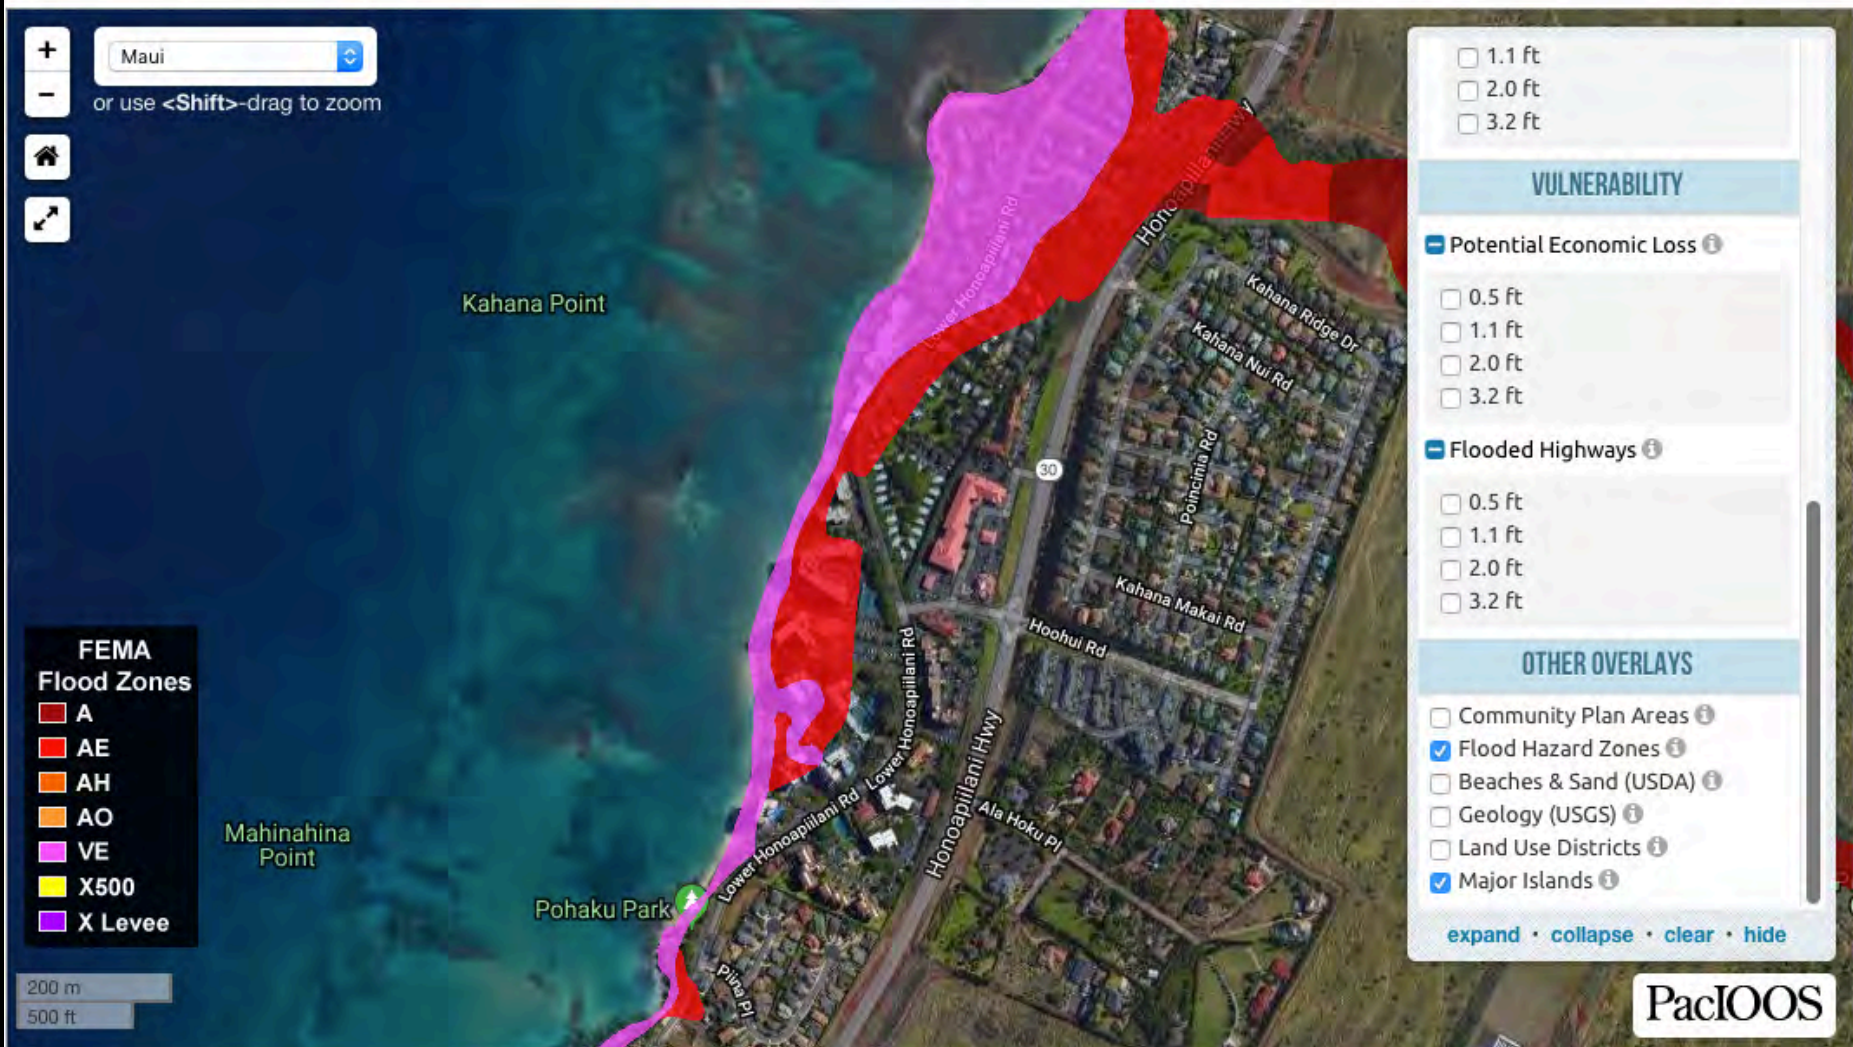 +
−
Maui
or use <Shift>-drag to zoom
Kahana Point
Mahinahina
Point
Pohaku Park
Lower Honoapiilani Rd
Honoapiilani Hwy
Kahana Ridge Dr
Kahana Nui Rd
Poincinia Rd
30
Kahana Makai Rd
Hoohui Rd
Lower Honoapiilani Rd
Lower Honoapiilani Rd
Lower Honoapiilani Rd
Honoapiilani Hwy
Ala Hoku Pl
Piina Pl
FEMA
Flood Zones
A
AE
AH
AO
VE
X500
X Levee
200 m
500 ft
1.1 ft
2.0 ft
3.2 ft
VULNERABILITY
Potential Economic Loss
0.5 ft
1.1 ft
2.0 ft
3.2 ft
Flooded Highways
0.5 ft
1.1 ft
2.0 ft
3.2 ft
OTHER OVERLAYS
Community Plan Areas
Flood Hazard Zones
Beaches & Sand (USDA)
Geology (USGS)
Land Use Districts
Major Islands
expand • collapse • clear • hide
PacIOOS